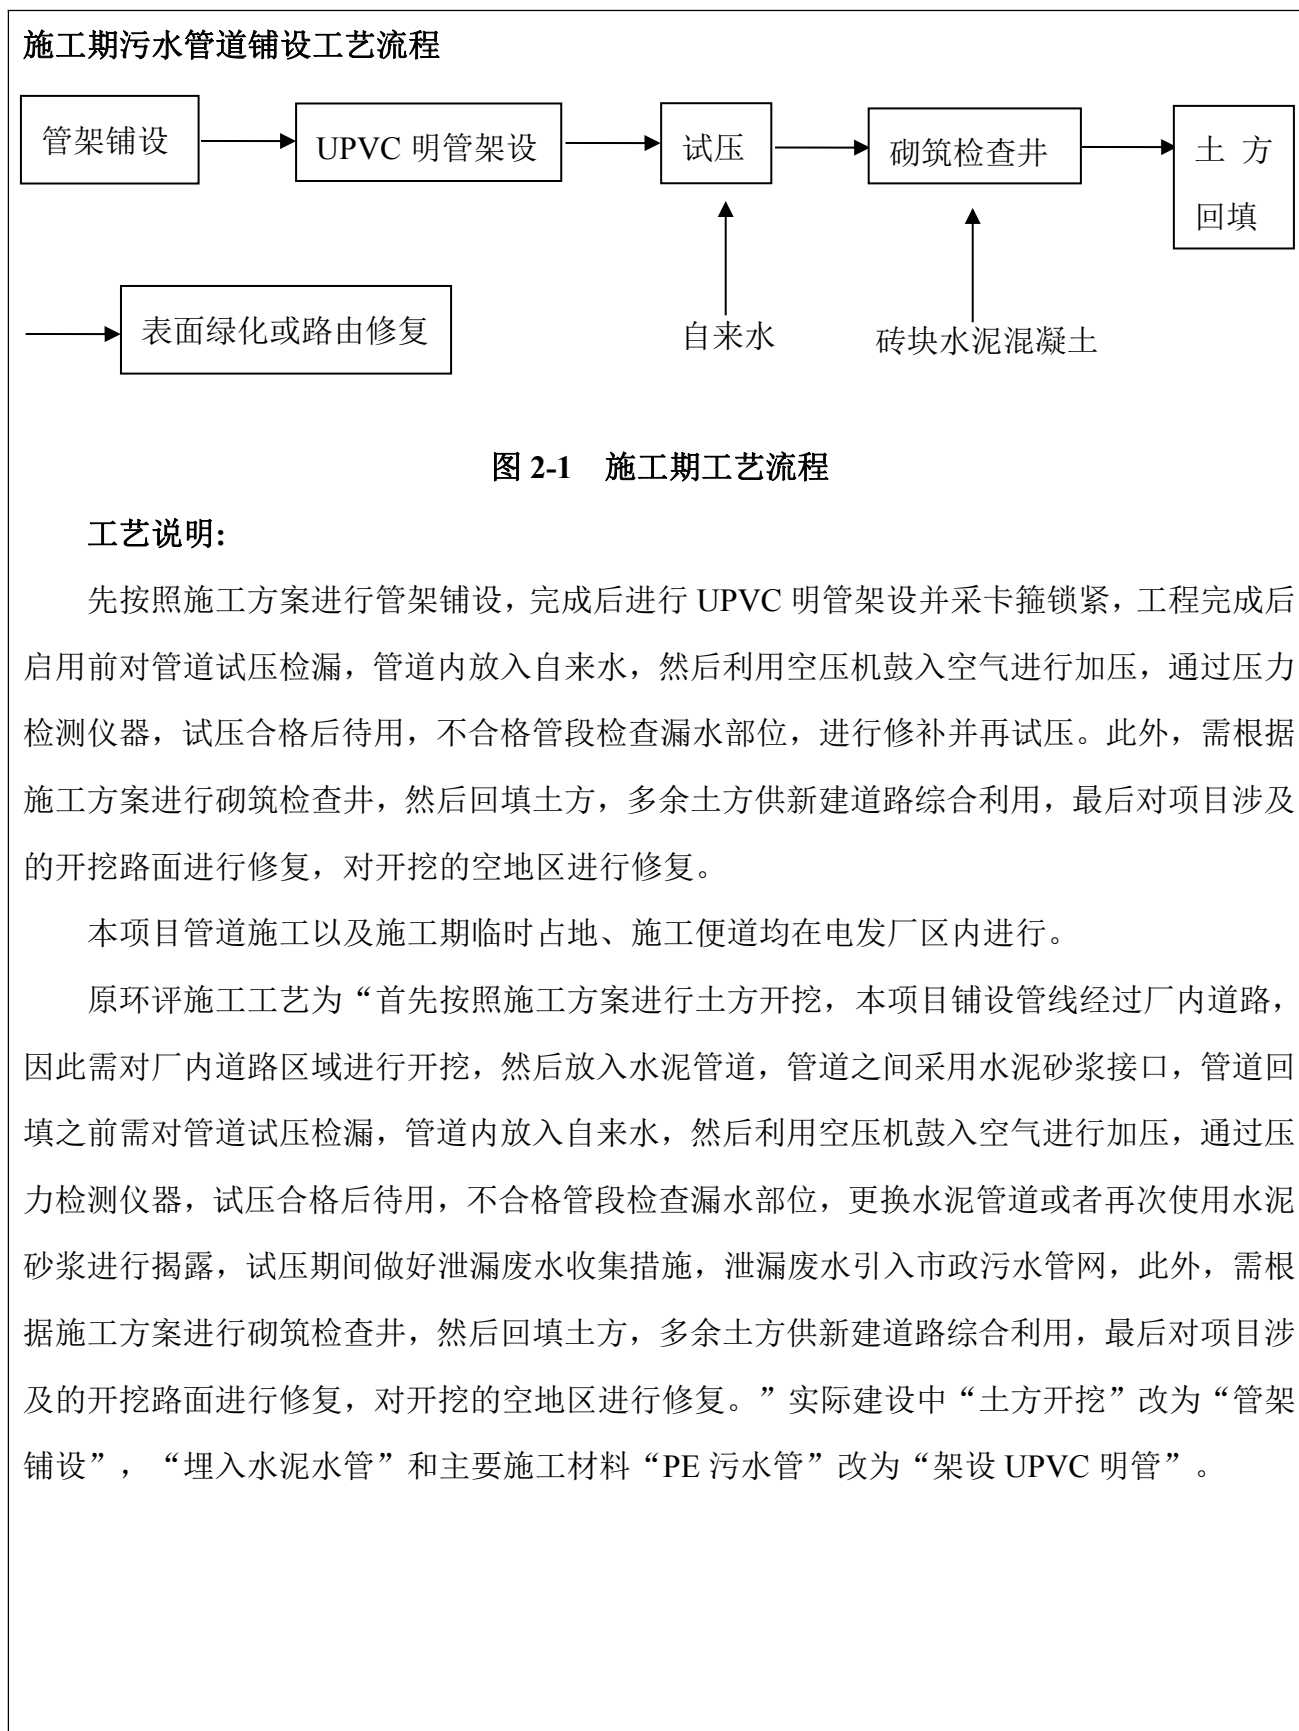 施工期污水管道铺设工艺流程
管架铺设
UPVC 明管架设
试压
砌筑检查井
土 方
回填
表面绿化或路由修复
自来水
砖块水泥混凝土
图 2-1 施工期工艺流程
工艺说明:
先按照施工方案进行管架铺设，完成后进行 UPVC 明管架设并采卡箍锁紧，工程完成后
启用前对管道试压检漏，管道内放入自来水，然后利用空压机鼓入空气进行加压，通过压力
检测仪器，试压合格后待用，不合格管段检查漏水部位，进行修补并再试压。此外，需根据
施工方案进行砌筑检查井，然后回填土方，多余土方供新建道路综合利用，最后对项目涉及
的开挖路面进行修复，对开挖的空地区进行修复。
本项目管道施工以及施工期临时占地、施工便道均在电发厂区内进行。
原环评施工工艺为“首先按照施工方案进行土方开挖，本项目铺设管线经过厂内道路，
因此需对厂内道路区域进行开挖，然后放入水泥管道，管道之间采用水泥砂浆接口，管道回
填之前需对管道试压检漏，管道内放入自来水，然后利用空压机鼓入空气进行加压，通过压
力检测仪器，试压合格后待用，不合格管段检查漏水部位，更换水泥管道或者再次使用水泥
砂浆进行揭露，试压期间做好泄漏废水收集措施，泄漏废水引入市政污水管网，此外，需根
据施工方案进行砌筑检查井，然后回填土方，多余土方供新建道路综合利用，最后对项目涉
及的开挖路面进行修复，对开挖的空地区进行修复。”实际建设中“土方开挖”改为“管架
铺设”，“埋入水泥水管”和主要施工材料“PE 污水管”改为“架设 UPVC 明管”。